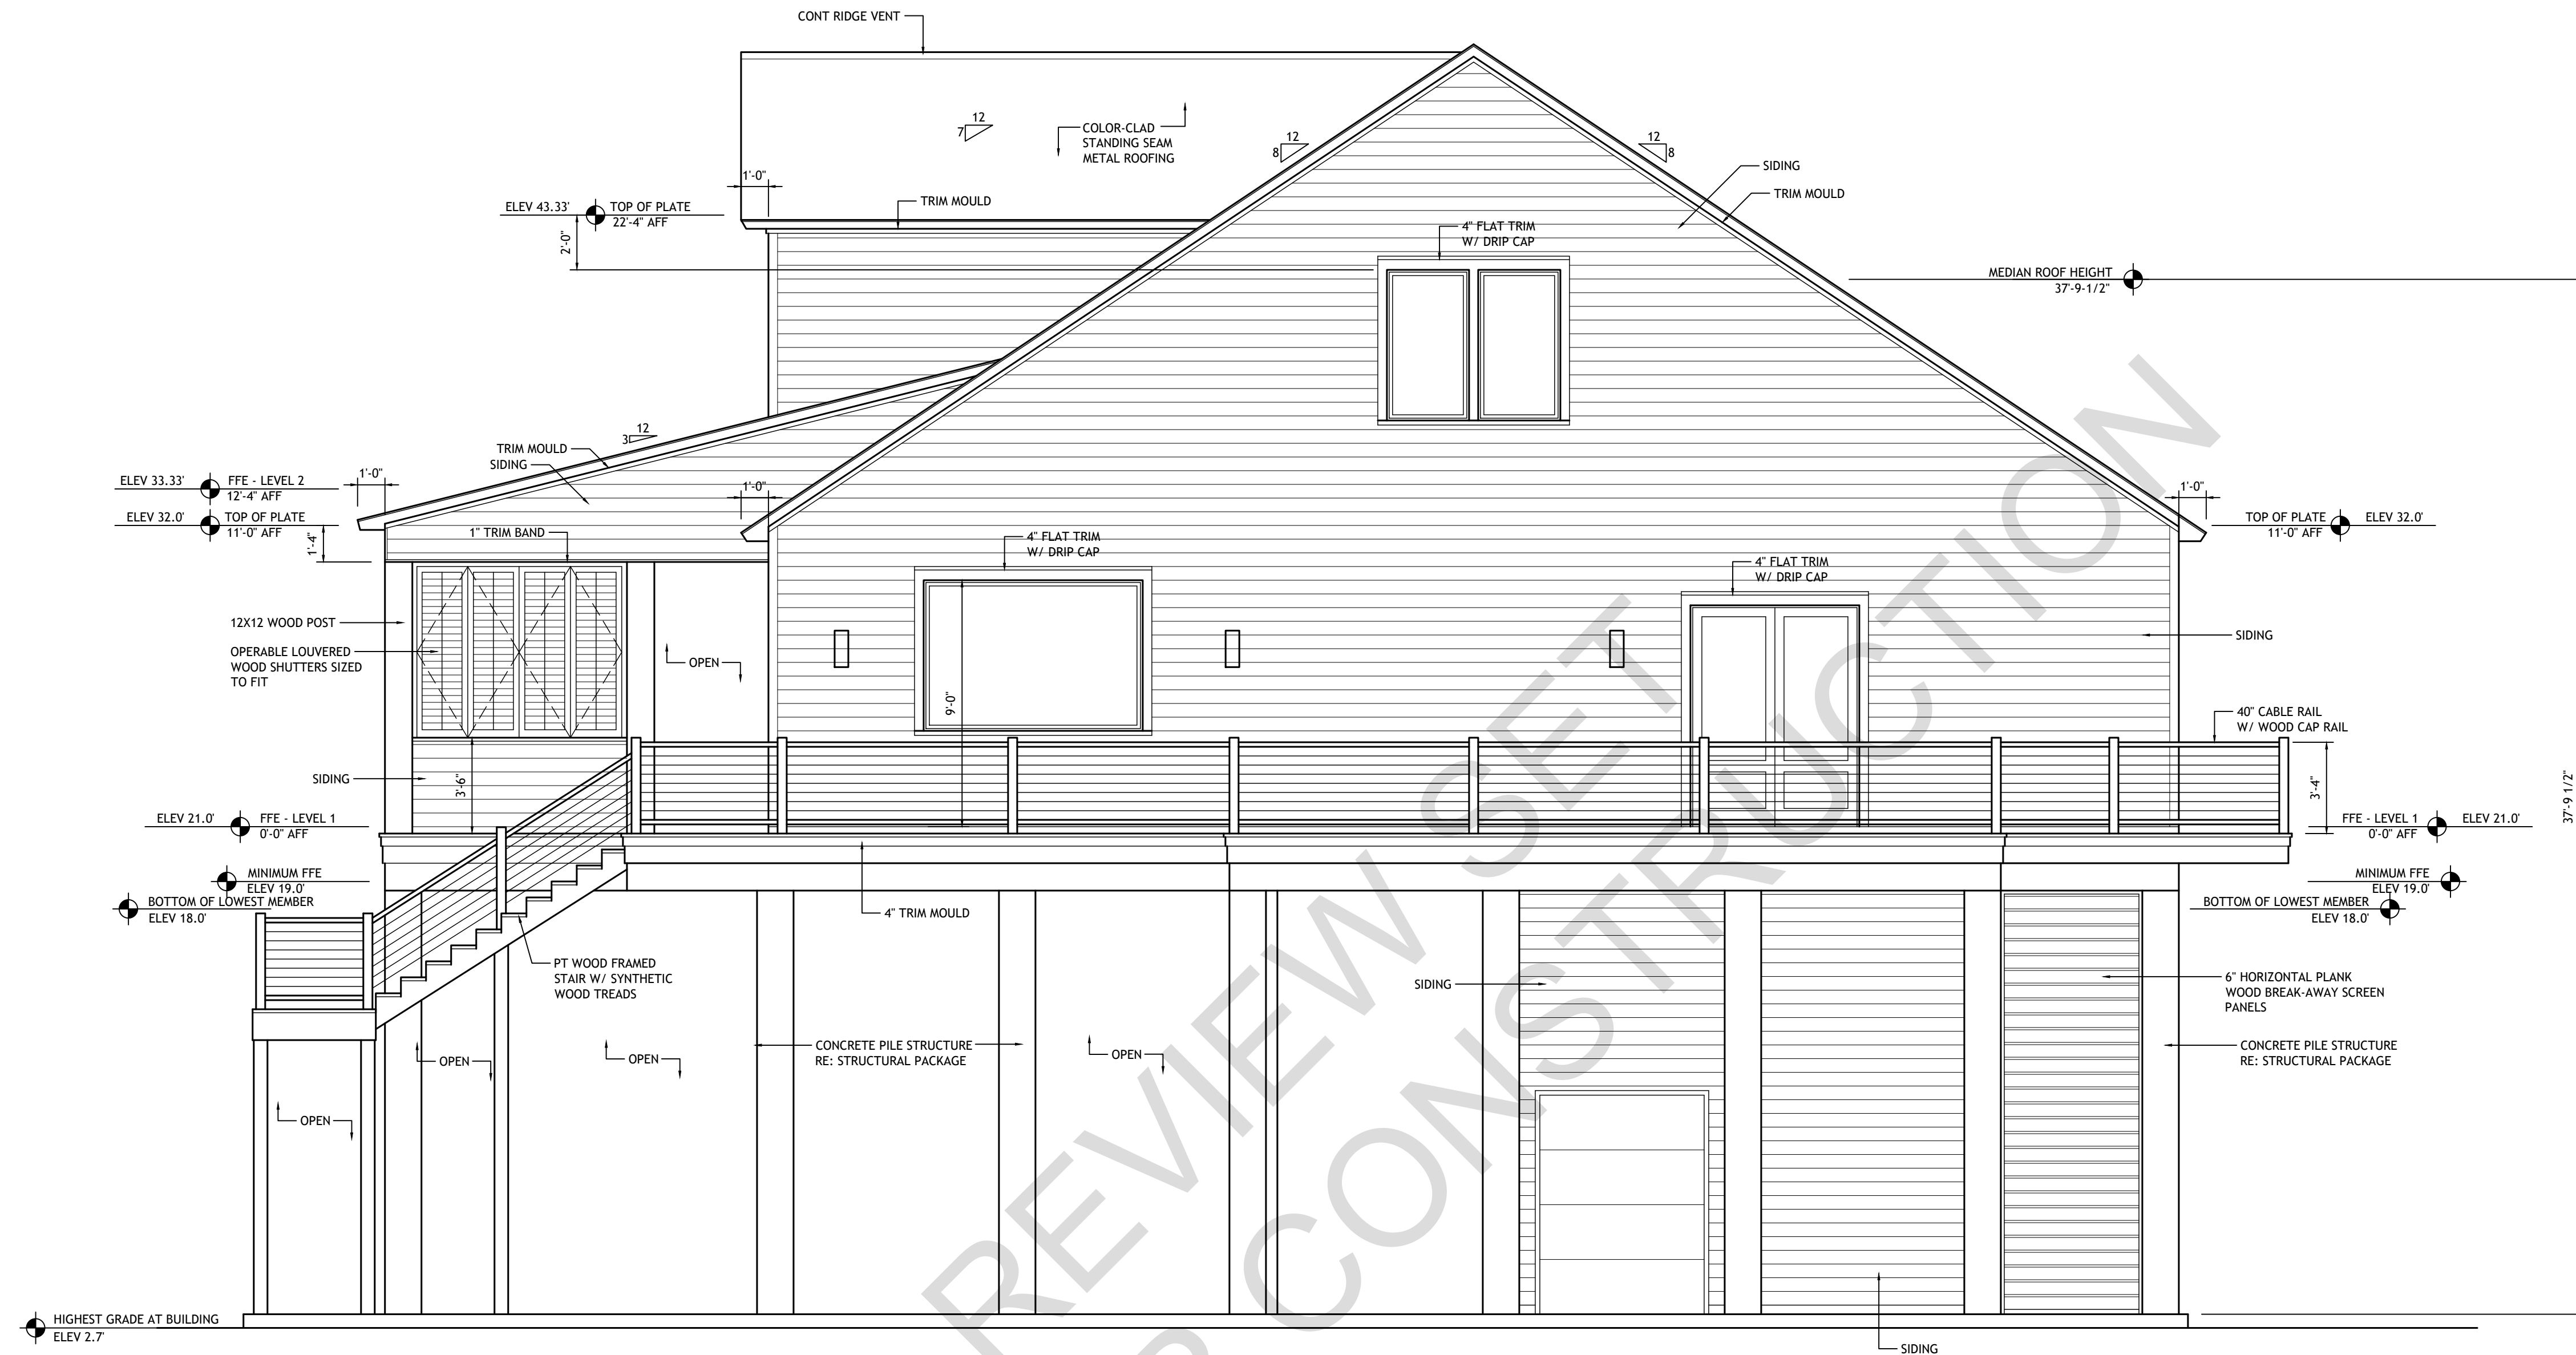 CONT RIDGE VENT
12
7
COLOR-CLAD
STANDING SEAM
METAL ROOFING
12
8
12
8
SIDING
TRIM MOULD
1'-0"
ELEV 43.33'
TOP OF PLATE
22'-4" AFF
TRIM MOULD
2'-0"
4" FLAT TRIM
W/ DRIP CAP
MEDIAN ROOF HEIGHT
37'-9-1/2"
12
3
TRIM MOULD
SIDING
ELEV 33.33'
FFE - LEVEL 2
12'-4" AFF
1'-0"
1'-0"
1'-0"
ELEV 32.0'
TOP OF PLATE
11'-0" AFF
1'-4"
1" TRIM BAND
TOP OF PLATE
11'-0" AFF
ELEV 32.0'
4" FLAT TRIM
W/ DRIP CAP
4" FLAT TRIM
W/ DRIP CAP
12X12 WOOD POST
OPERABLE LOUVERED
WOOD SHUTTERS SIZED
TO FIT
OPEN
SIDING
9'-0"
40" CABLE RAIL
W/ WOOD CAP RAIL
SIDING
3'-6"
3'-4"
37'-9 1/2"
ELEV 21.0'
FFE - LEVEL 1
0'-0" AFF
FFE - LEVEL 1
0'-0" AFF
ELEV 21.0'
MINIMUM FFE
ELEV 19.0'
MINIMUM FFE
ELEV 19.0'
BOTTOM OF LOWEST MEMBER
ELEV 18.0'
BOTTOM OF LOWEST MEMBER
ELEV 18.0'
4" TRIM MOULD
PT WOOD FRAMED
STAIR W/ SYNTHETIC
WOOD TREADS
SIDING
6" HORIZONTAL PLANK
WOOD BREAK-AWAY SCREEN
PANELS
CONCRETE PILE STRUCTURE
RE: STRUCTURAL PACKAGE
CONCRETE PILE STRUCTURE
RE: STRUCTURAL PACKAGE
OPEN
OPEN
OPEN
OPEN
HIGHEST GRADE AT BUILDING
ELEV 2.7'
SIDING
REVIEW SET
CONSTRUCTION